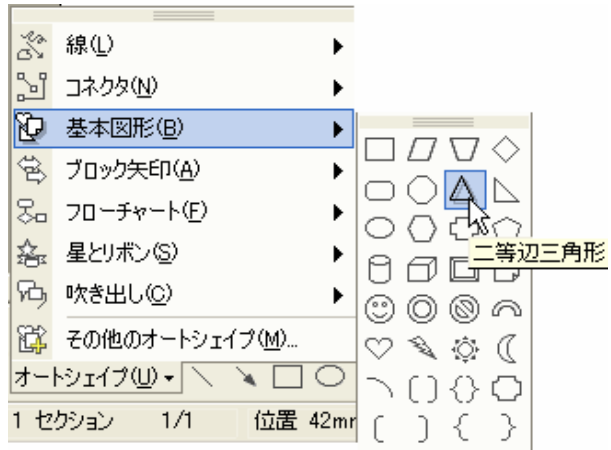 線(L)
コネクタ(N)
基本図形(B)
ブロック矢印(A)
フローチャート(F)
星とリボン(S)
二等辺三角形
吹き出し(C)
その他のオートシェイプ(M)...
オートシェイプ(U)
1 セクション 1/1 位置 42mm